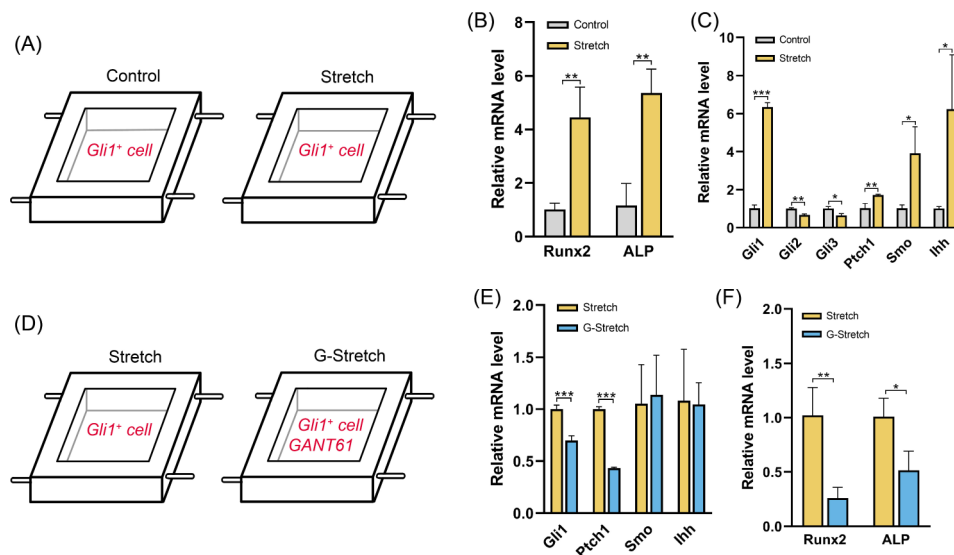 (A)
Control
Stretch
Gli1⁺ cell
Gli1⁺ cell
(B)
Control
Stretch
Relative mRNA level
8
6
4
2
0
**
**
Runx2
ALP
(C)
Control
Stretch
Relative mRNA level
10
8
6
4
2
0
***
**
*
**
*
*
Gli1
Gli2
Gli3
Ptch1
Smo
Ihh
(D)
Stretch
G-Stretch
Gli1⁺ cell
Gli1⁺ cell
GANT61
(E)
Stretch
G-Stretch
Relative mRNA level
2.0
1.5
1.0
0.5
0.0
***
***
Gli1
Ptch1
Smo
Ihh
(F)
Stretch
G-Stretch
Relative mRNA level
2.0
1.5
1.0
0.5
0.0
**
*
Runx2
ALP